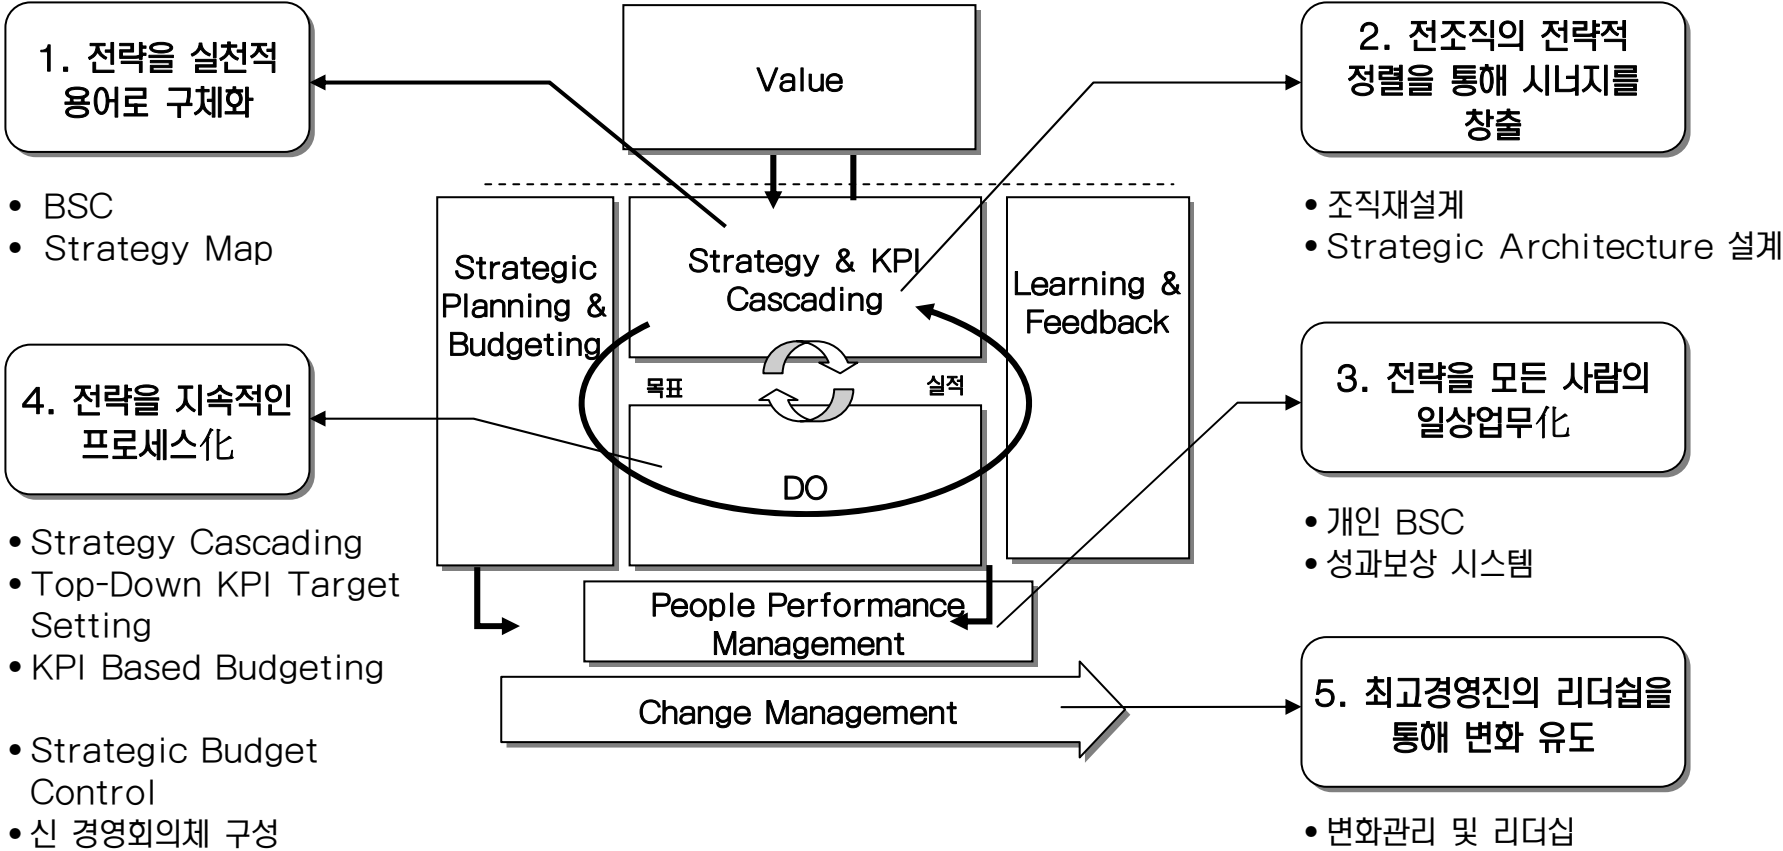 1. 전략을 실천적
용어로 구체화
• BSC
• Strategy Map
Value
2. 전조직의 전략적
정렬을 통해 시너지를
창출
• 조직재설계
• Strategic Architecture 설계
Strategic
Planning &
Budgeting
Strategy & KPI
Cascading
Learning &
Feedback
목표
실적
DO
4. 전략을 지속적인
프로세스化
• Strategy Cascading
• Top-Down KPI Target
Setting
• KPI Based Budgeting
• Strategic Budget
Control
• 신 경영회의체 구성
3. 전략을 모든 사람의
일상업무化
• 개인 BSC
• 성과보상 시스템
People Performance
Management
Change Management
5. 최고경영진의 리더쉽을
통해 변화 유도
• 변화관리 및 리더십